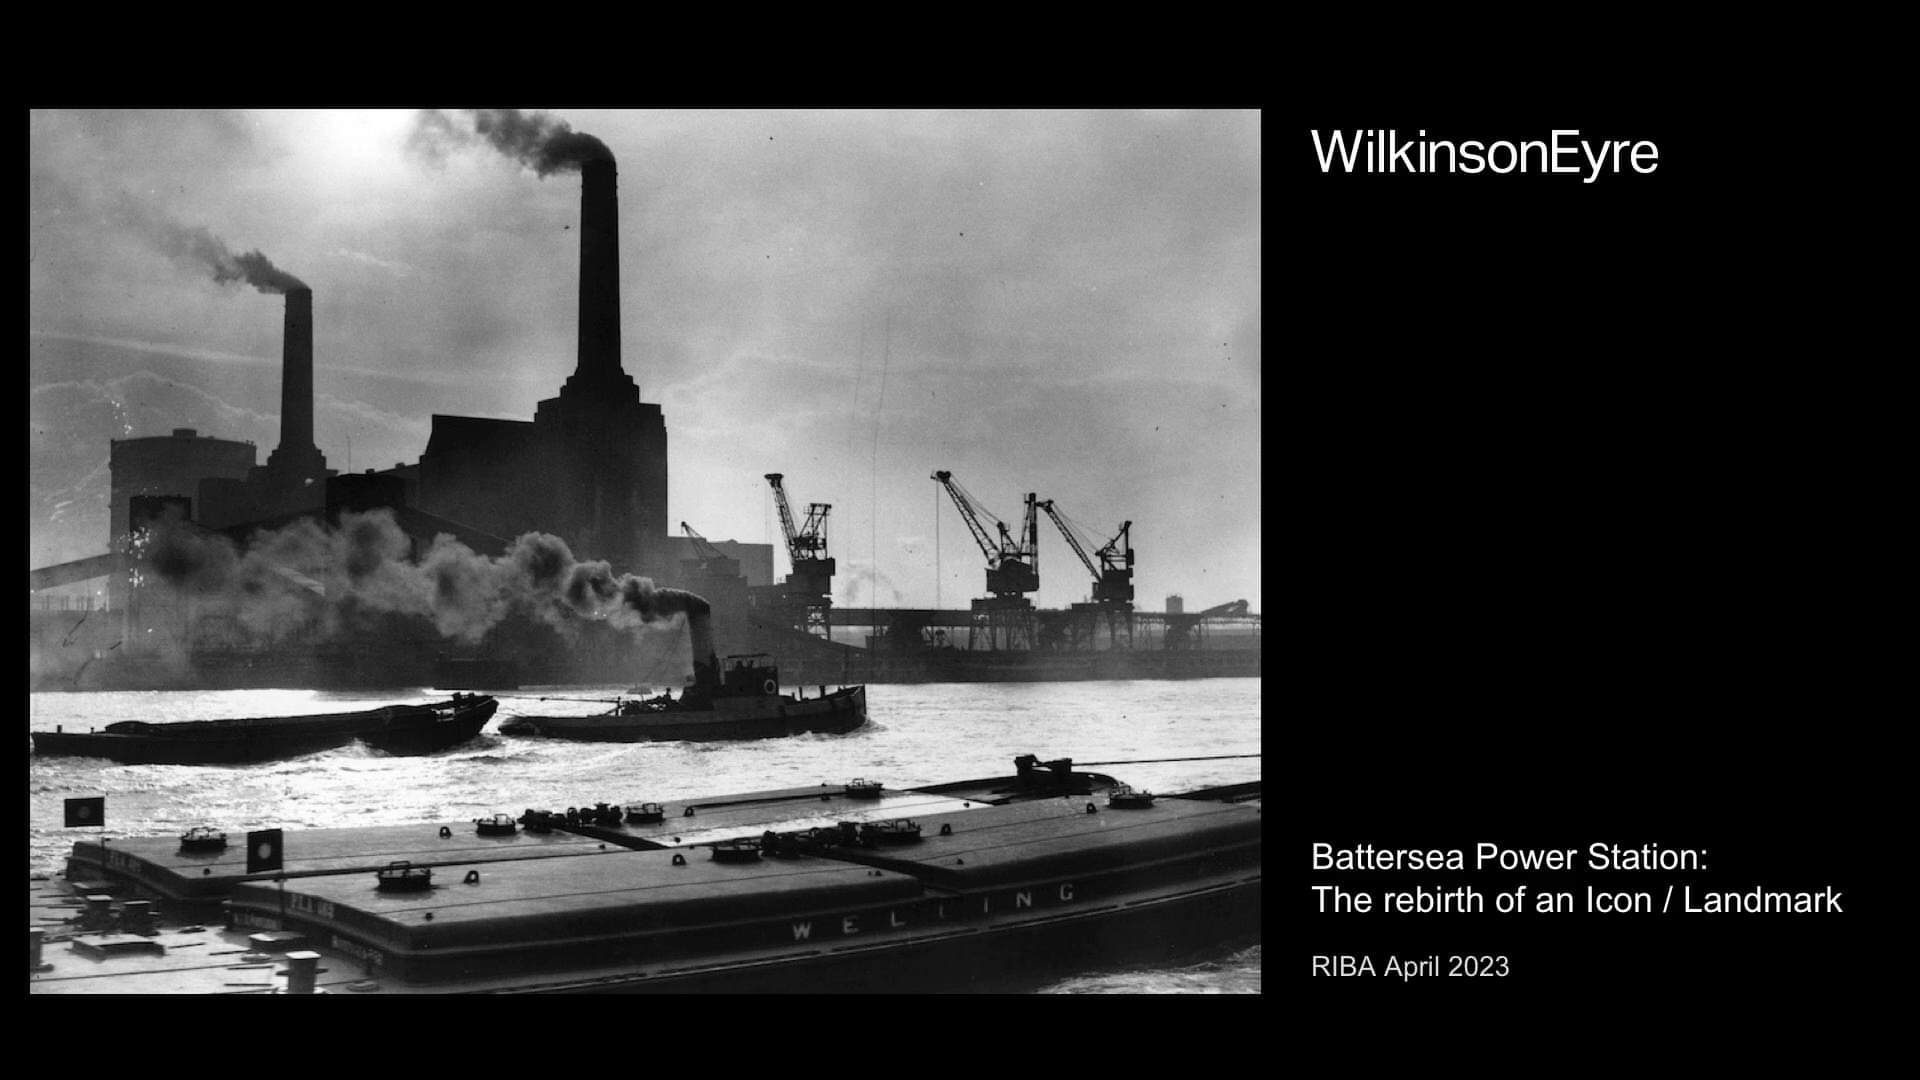 WilkinsonEyre
Battersea Power Station:
The rebirth of an Icon / Landmark
RIBA April 2023
WELLING